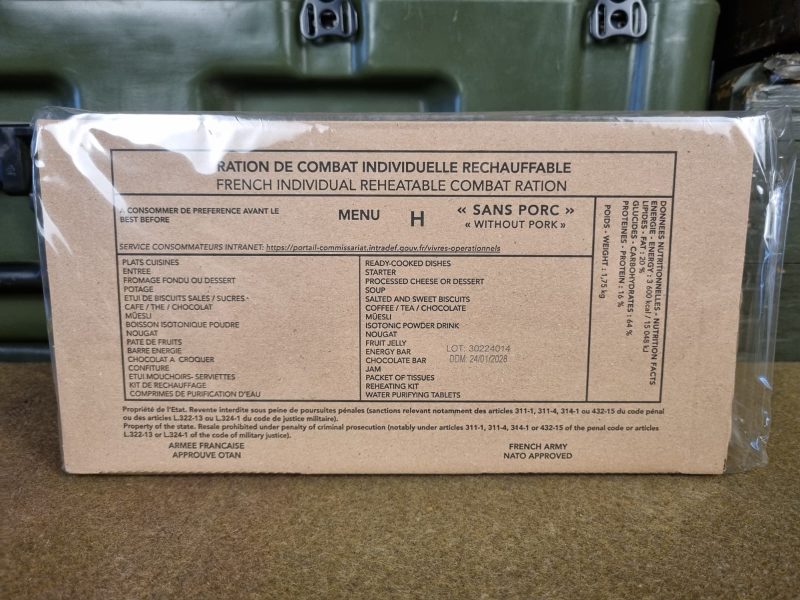 RATION DE COMBAT INDIVIDUELLE RECHAUFFABLE
FRENCH INDIVIDUAL REHEATABLE COMBAT RATION
A CONSOMMER DE PREFERENCE AVANT LE
BEST BEFORE
MENU H
« SANS PORC »
« WITHOUT PORK »
SERVICE CONSOMMATEURS INTRANET: https://portail-commissariat.intradef.gouv.fr/vivres-operationnels
PLATS CUISINES
ENTREE
FROMAGE FONDU OU DESSERT
POTAGE
ETUI DE BISCUITS SALES / SUCRES
CAFE / THE / CHOCOLAT
MÜESLI
BOISSON ISOTONIQUE POUDRE
NOUGAT
PATE DE FRUITS
BARRE ENERGIE
CHOCOLAT A CROQUER
CONFITURE
ETUI MOUCHOIRS- SERVIETTES
KIT DE RECHAUFFAGE
COMPRIMES DE PURIFICATION D'EAU
READY-COOKED DISHES
STARTER
PROCESSED CHEESE OR DESSERT
SOUP
SALTED AND SWEET BISCUITS
COFFEE / TEA / CHOCOLATE
MÜESLI
ISOTONIC POWDER DRINK
NOUGAT
FRUIT JELLY
ENERGY BAR
CHOCOLATE BAR
JAM
PACKET OF TISSUES
REHEATING KIT
WATER PURIFYING TABLETS
LOT: 30224014
DDM: 24/01/2028
DONNEES NUTRITIONNELLES - NUTRITION FACTS
ENERGIE - ENERGY : 3 600 kcal / 15 048 kJ
LIPIDES - FAT : 20 %
GLUCIDES - CARBOHYDRATES : 64 %
PROTEINES - PROTEIN : 16 %
POIDS - WEIGHT : 1,75 kg
Propriété de l'Etat. Revente interdite sous peine de poursuites pénales (sanctions relevant notamment des articles 311-1, 311-4, 314-1 ou 432-15 du code pénal
ou des articles L.322-13 ou L.324-1 du code de justice militaire).
Property of the state. Resale prohibited under penalty of criminal prosecution (notably under articles 311-1, 311-4, 344-1 or 432-15 of the penal code or articles
L.322-13 or L.324-1 of the code of military justice).
ARMEE FRANCAISE
APPROUVE OTAN
FRENCH ARMY
NATO APPROVED